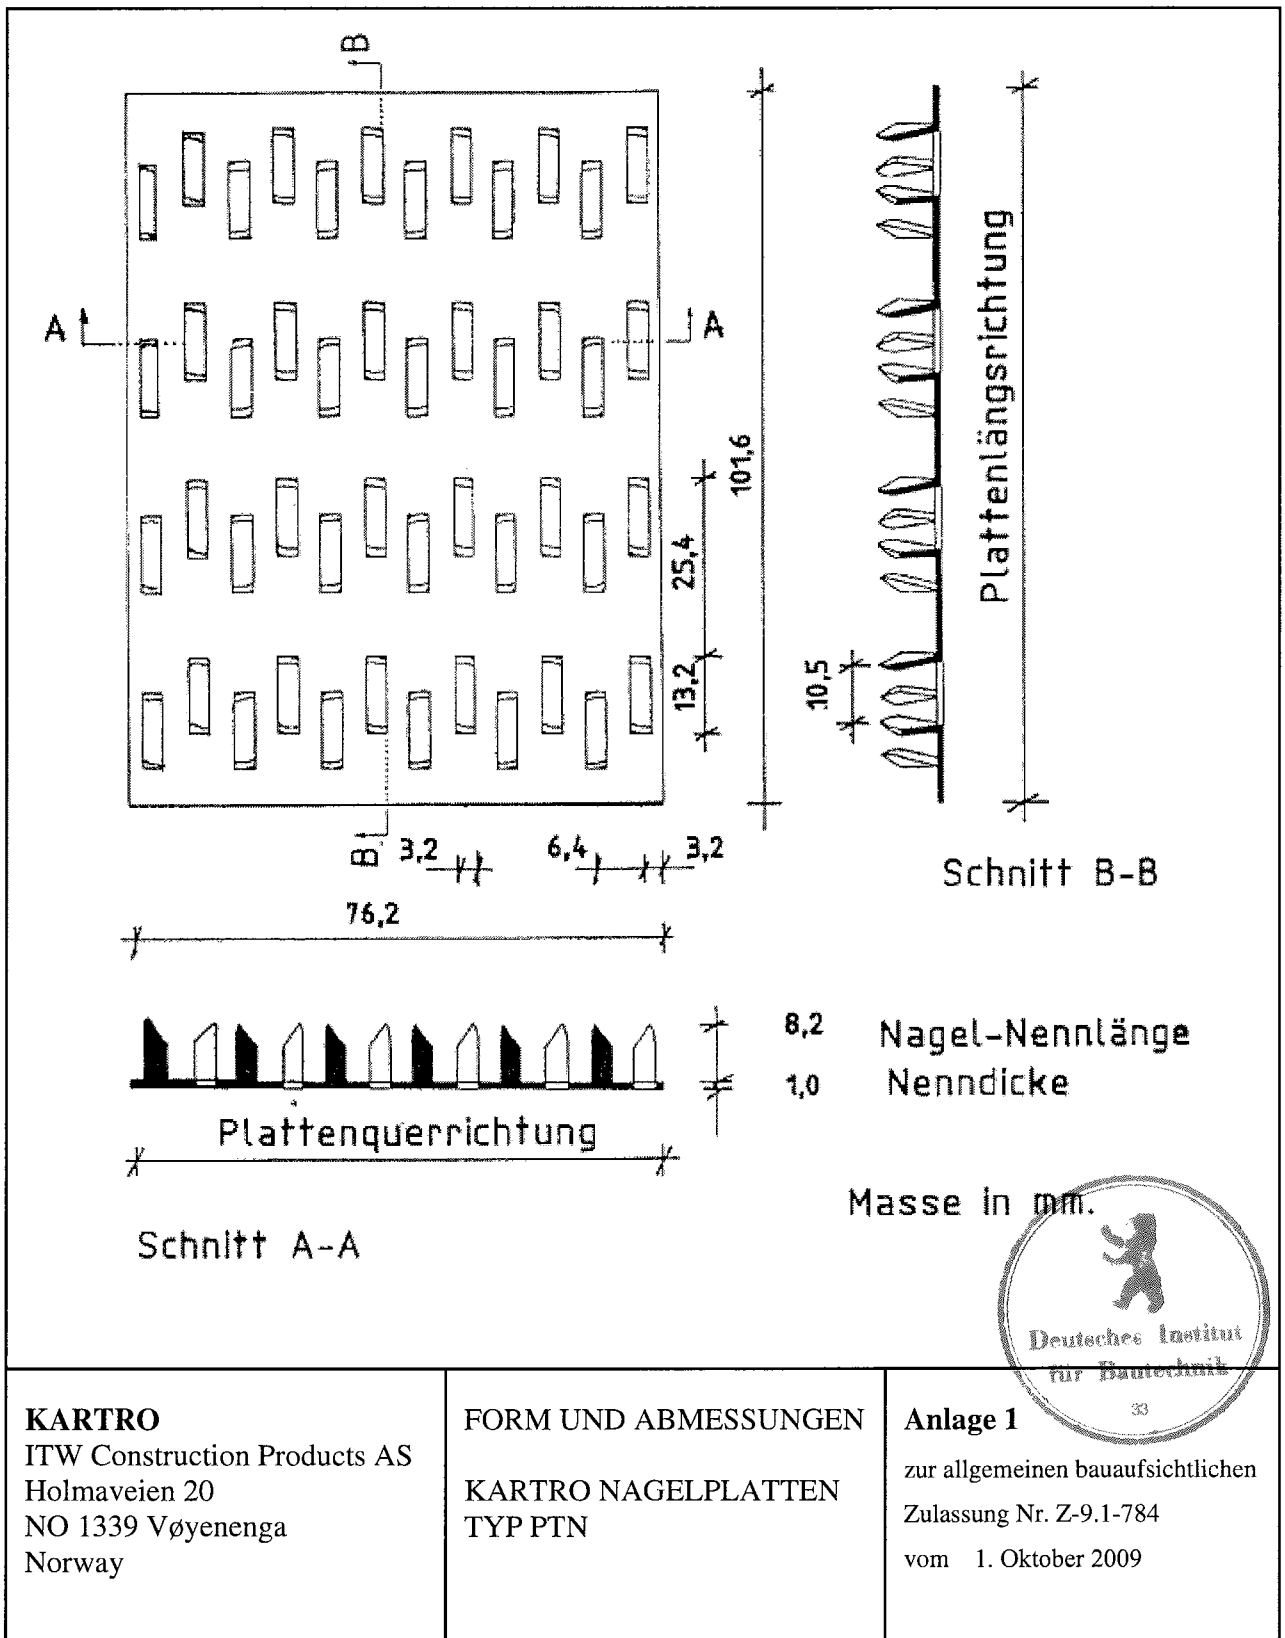 B
A
A
101,6
25,4
13,2
10,5
Plattenlängsrichtung
B
3,2
6,4
3,2
Schnitt B-B
76,2
8,2 Nagel-Nennlänge
1,0 Nenndicke
Plattenquerrichtung
Masse in mm.
Schnitt A-A
Deutsches Institut
für Bautechnik
33
KARTRO
ITW Construction Products AS
Holmaveien 20
NO 1339 Vøyenenga
Norway
FORM UND ABMESSUNGEN
KARTRO NAGELPLATTEN
TYP PTN
Anlage 1
zur allgemeinen bauaufsichtlichen
Zulassung Nr. Z-9.1-784
vom 1. Oktober 2009